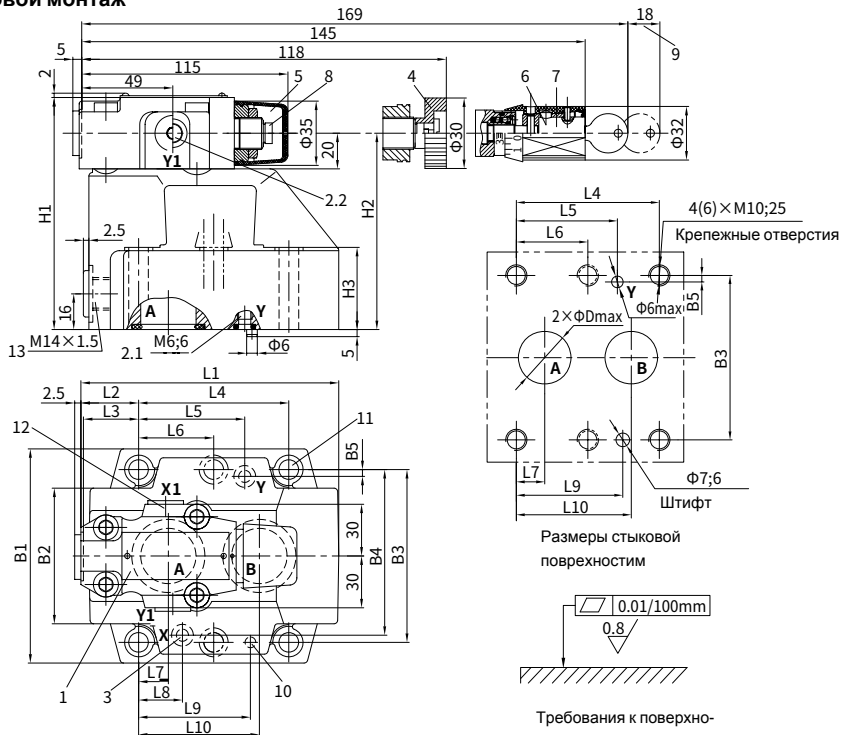 овой монтаж
169
18
145
9
5
118
115
2
49
5
8
4
6
7
Φ35
Φ30
Φ32
20
Y1
2.2
H1
H2
H3
2.5
16
A
Y
M14×1.5
M6;6
Φ6
5
13
2.1
L4
L5
L6
4(6)×M10;25
Крепежные отверстия
Y
B5
Φ6max
2×ΦDmax
A
B
B3
L7
L9
L10
Φ7;6
Штифт
Размеры стыковой
поврехностим
L1
2.5
L2
L4
L3
L5
L6
12
11
B5
X1
Y
B1
B2
A
B
30
30
B4
B3
Y1
X
L7
L8
L9
L10
1
3
10
0.01/100mm
0.8
Требования к поверхно-